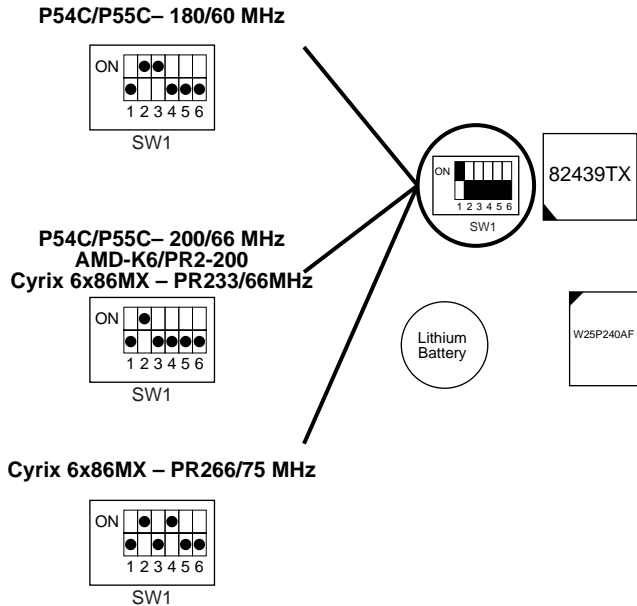 P54C/P55C– 180/60 MHz
ON
1 2 3 4 5 6
SW1
ON
1 2 3 4 5 6
SW1
82439TX
P54C/P55C– 200/66 MHz
AMD-K6/PR2-200
Cyrix 6x86MX – PR233/66MHz
ON
1 2 3 4 5 6
SW1
Lithium
Battery
W25P240AF
Cyrix 6x86MX – PR266/75 MHz
ON
1 2 3 4 5 6
SW1